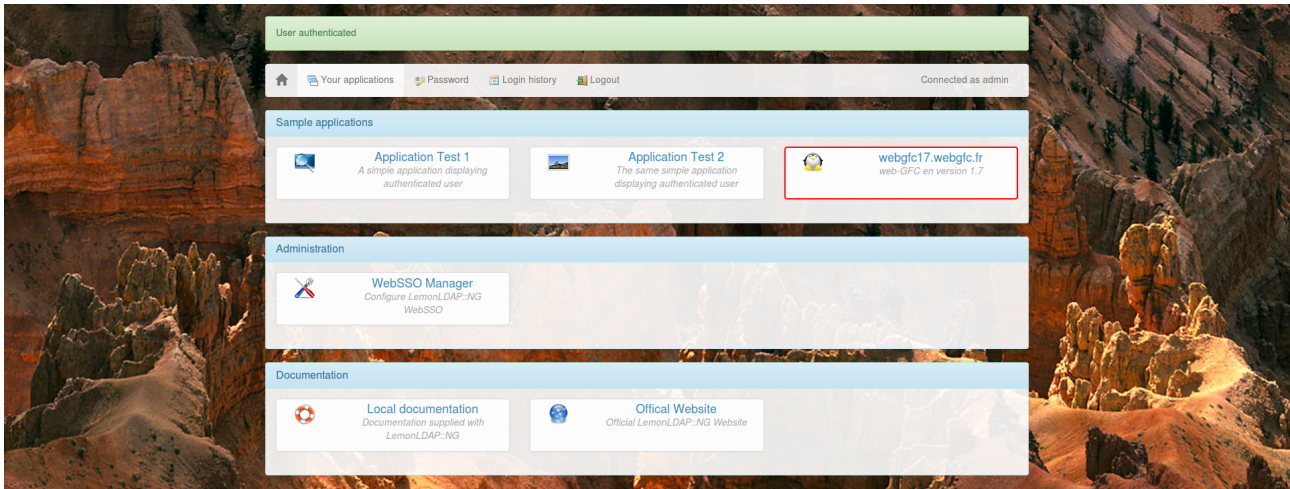 User authenticated
Your applications
Password
Login history
Logout
Connected as admin
Sample applications
Application Test 1
A simple application displaying
authenticated user
Application Test 2
The same simple application
displaying authenticated user
webgfc17.webgfc.fr
web-GFC en version 1.7
Administration
WebSSO Manager
Configure LemonLDAP::NG
WebSSO
Documentation
Local documentation
Documentation supplied with
LemonLDAP::NG
Offical Website
Official LemonLDAP::NG Website